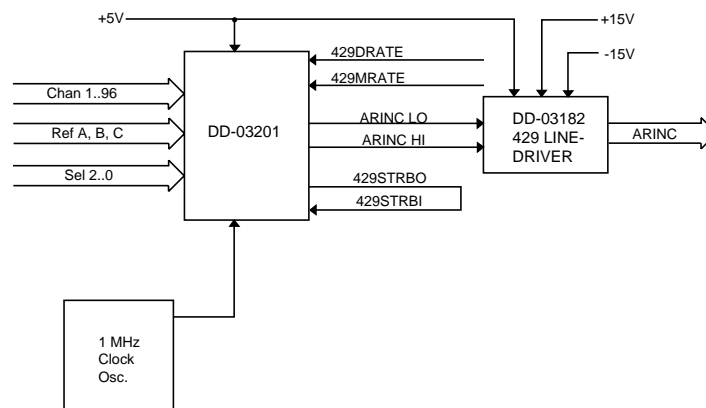 +5V
+15V
-15V
429DRATE
429MRATE
Chan 1..96
Ref A, B, C
Sel 2..0
DD-03201
ARINC LO
ARINC HI
429STRBO
429STRBI
DD-03182
429 LINE-
DRIVER
ARINC
1 MHz
Clock
Osc.